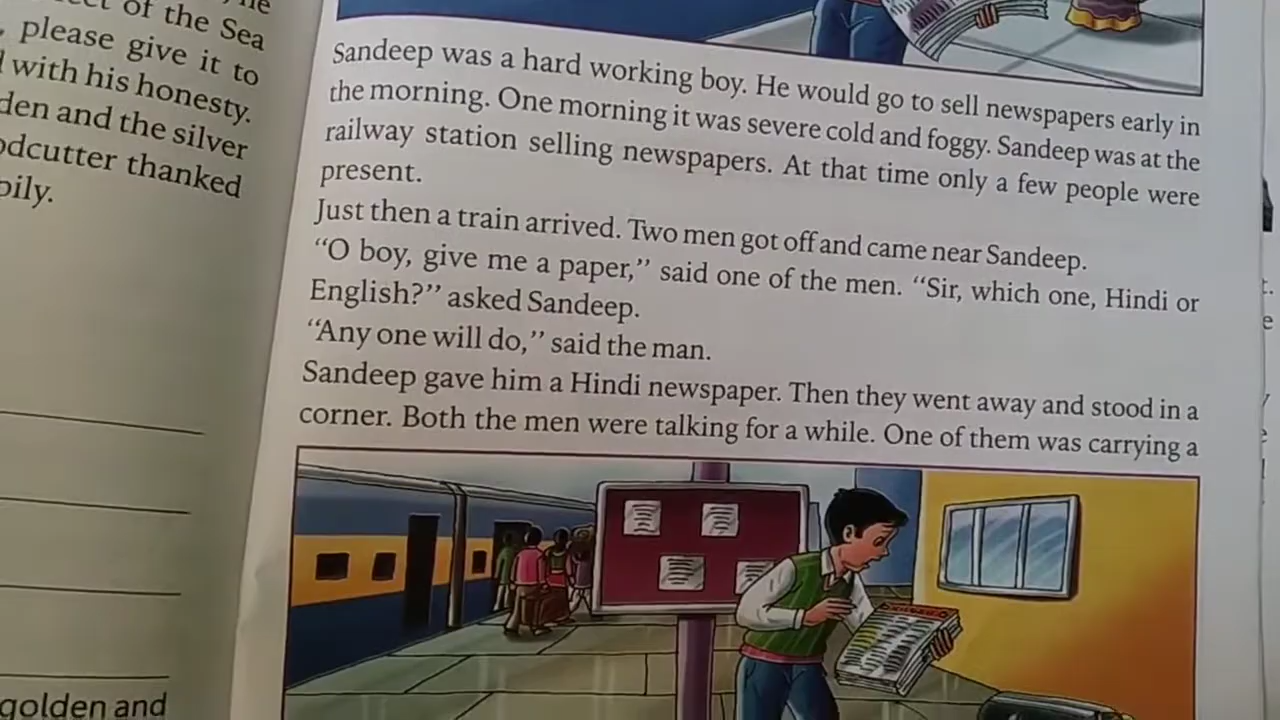 of the Sea
, please give it to
with his honesty.
den and the silver
odcutter thanked
pily.
golden and
Sandeep was a hard working boy. He would go to sell newspapers early in
the morning. One morning it was severe cold and foggy. Sandeep was at the
railway station selling newspapers. At that time only a few people were
present.
Just then a train arrived. Two men got off and came near Sandeep.
“O boy, give me a paper,” said one of the men. “Sir, which one, Hindi or
English?” asked Sandeep.
“Any one will do,” said the man.
Sandeep gave him a Hindi newspaper. Then they went away and stood in a
corner. Both the men were talking for a while. One of them was carrying a